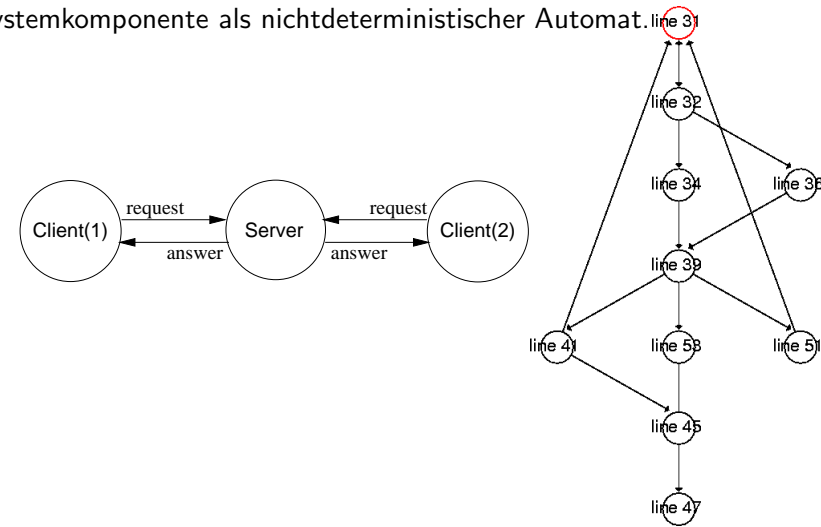 ystemkomponente als nichtdeterministischer Automat.
line 31
line 32
line 34
line 36
line 39
line 41
line 53
line 51
line 45
line 47
Client(1)
request
answer
Server
request
answer
Client(2)